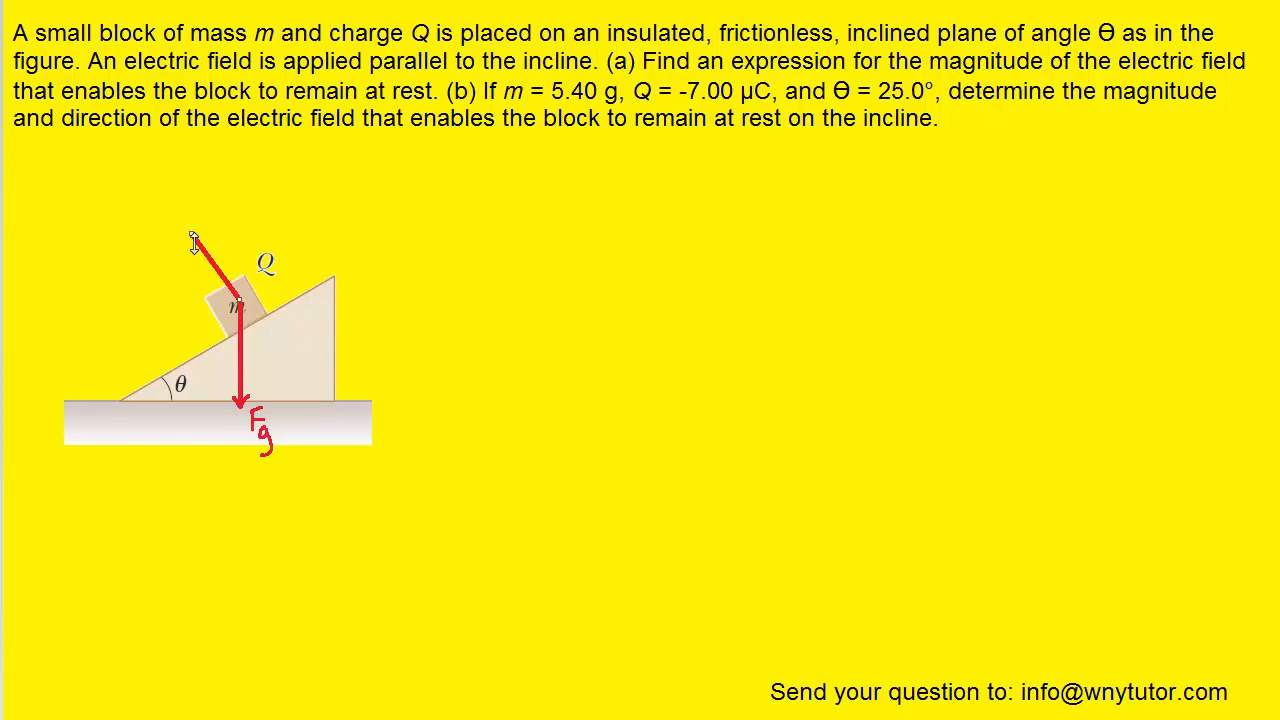 A small block of mass m and charge Q is placed on an insulated, frictionless, inclined plane of angle Ɵ as in the
figure. An electric field is applied parallel to the incline. (a) Find an expression for the magnitude of the electric field
that enables the block to remain at rest. (b) If m = 5.40 g, Q = -7.00 µC, and Ɵ = 25.0°, determine the magnitude
and direction of the electric field that enables the block to remain at rest on the incline.
Q
m
θ
Fg
Send your question to: info@wnytutor.com